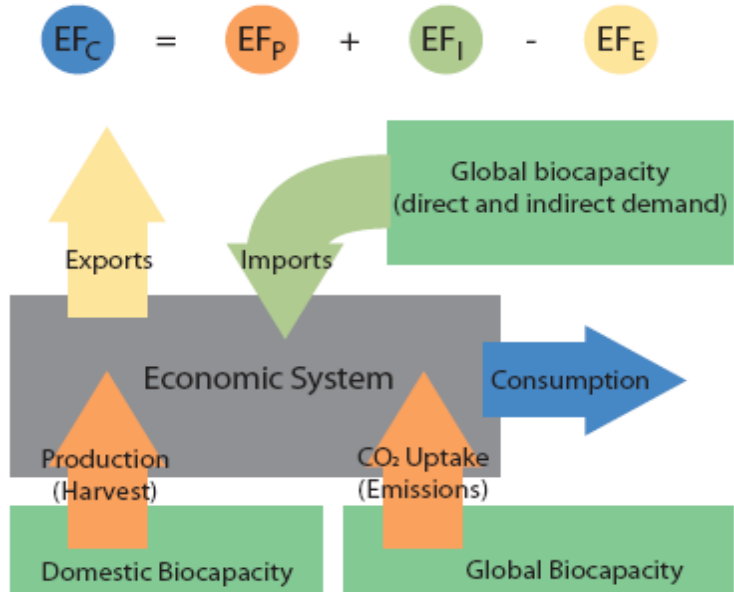 EFC = EFP + EFI - EFE
Global biocapacity
(direct and indirect demand)
Exports
Imports
Economic System
Consumption
Production
(Harvest)
CO₂ Uptake
(Emissions)
Domestic Biocapacity
Global Biocapacity